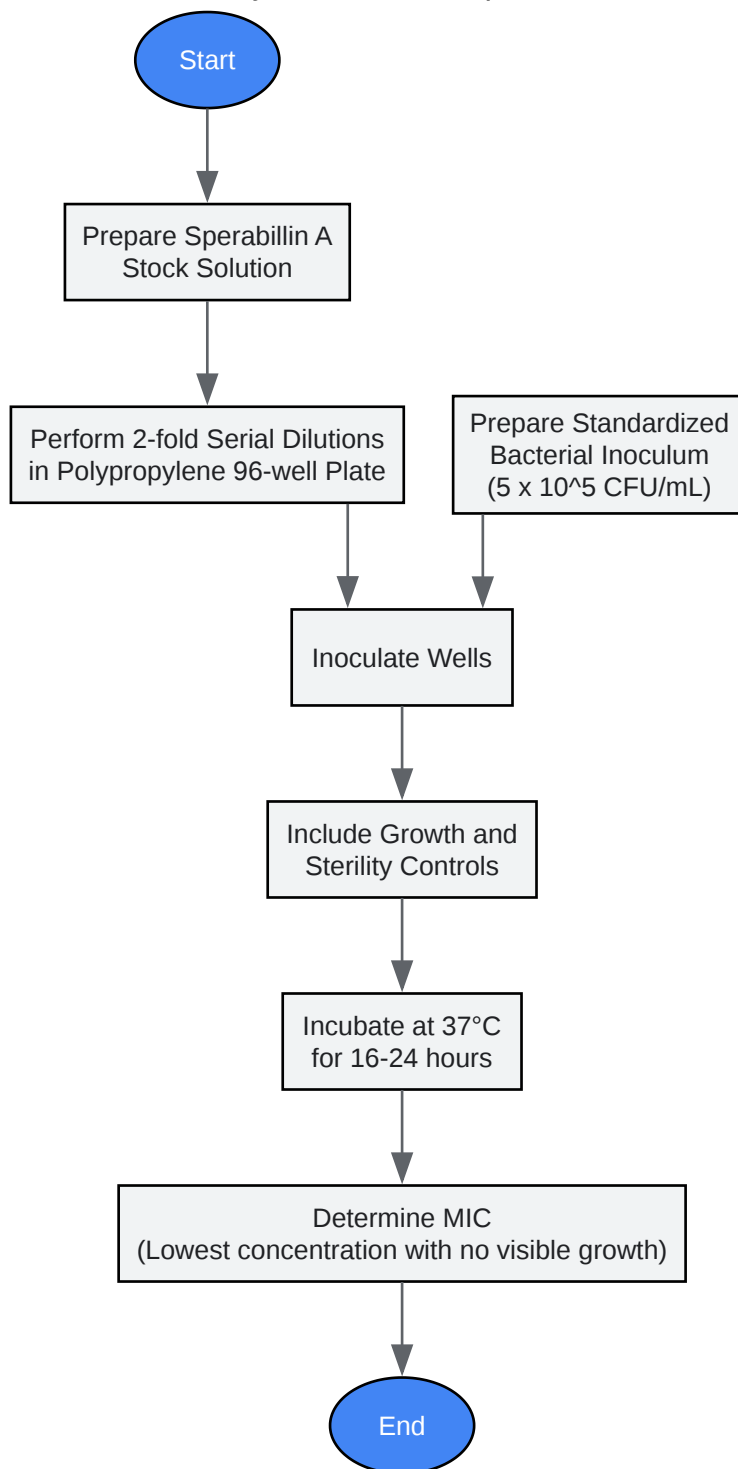 Start
Prepare Sperabillin A
Stock Solution
Perform 2-fold Serial Dilutions
in Polypropylene 96-well Plate
Prepare Standardized
Bacterial Inoculum
(5 x 10^5 CFU/mL)
Inoculate Wells
Include Growth and
Sterility Controls
Incubate at 37°C
for 16-24 hours
Determine MIC
(Lowest concentration with no visible growth)
End